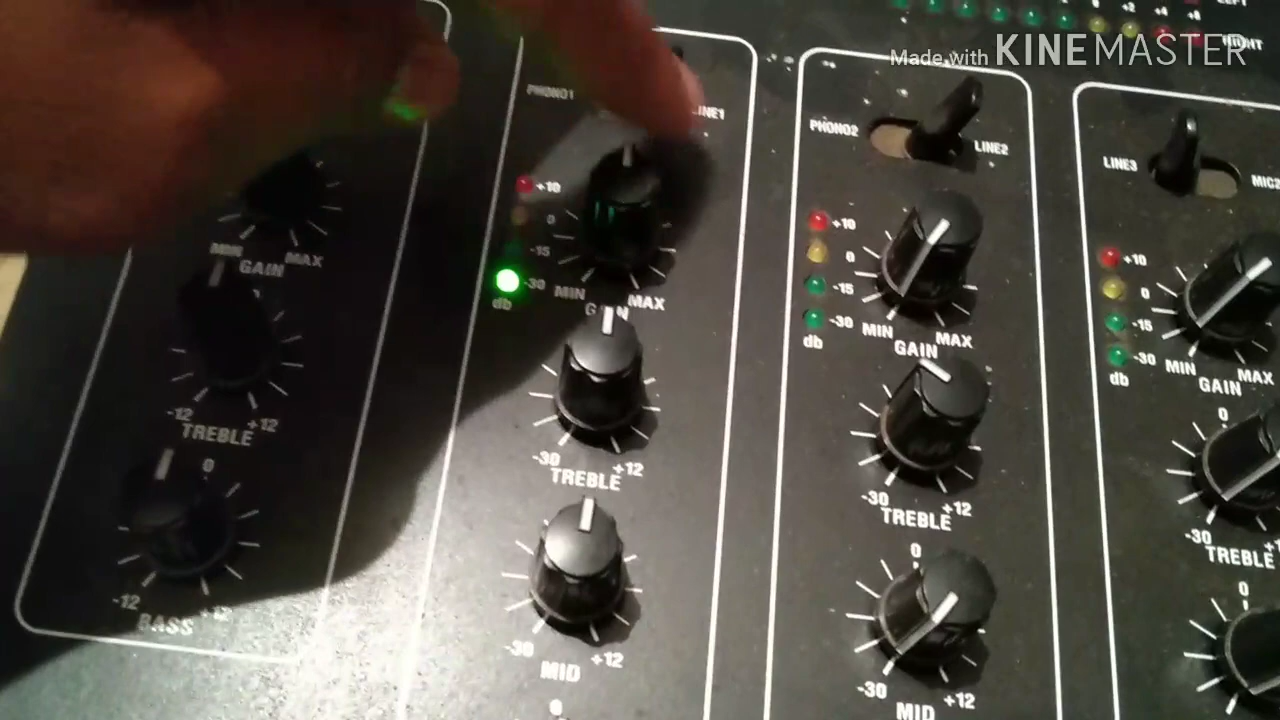 +2 +4 +8
Made with KINEMASTER
PHONO1
LINE1
PHONO2
LINE2
LINE3
MIC2
+10
0
-15
-30
db
MIN
MAX
GAIN
+10
0
-15
-30
db
MIN
MAX
GAIN
+10
0
-15
-30
db
MIN
MAX
GAIN
MIN
MAX
GAIN
-12
+12
TREBLE
-30
+12
TREBLE
-30
+12
TREBLE
0
-30
TREBLE
0
-12
+12
BASS
-30
+12
MID
0
-30
+12
MID
0